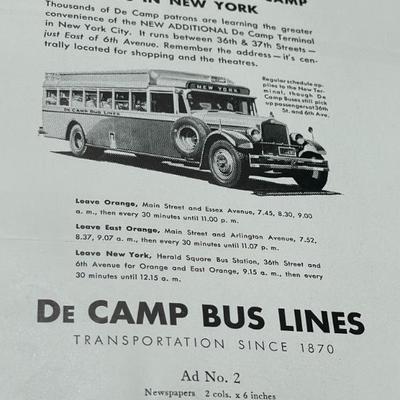 CAMP
IN NEW YORK
Thousands of De Camp patrons are learning the greater
convenience of the NEW ADDITIONAL De Camp Terminal
in New York City. It runs between 36th & 37th Streets—
just East of 6th Avenue. Remember the address—it's cen-
trally located for shopping and the theatres.
Regular schedule ap-
plies to the New Ter-
minal, though De
Camp Buses still pick
up passengers at 36th
St. and 6th Ave.
NEW YORK
DE CAMP BUS LINES
Leave Orange, Main Street and Essex Avenue, 7.45, 8.30, 9.00
a. m., then every 30 minutes until 11.00 p. m.
Leave East Orange, Main Street and Arlington Avenue, 7.52,
8.37, 9.07 a. m., then every 30 minutes until 11.07 p. m.
Leave New York, Herald Square Bus Station, 36th Street and
6th Avenue for Orange and East Orange, 9.15 a. m., then every
30 minutes until 12.15 a. m.
DE CAMP BUS LINES
TRANSPORTATION SINCE 1870
Ad No. 2
Newspapers 2 cols. x 6 inches